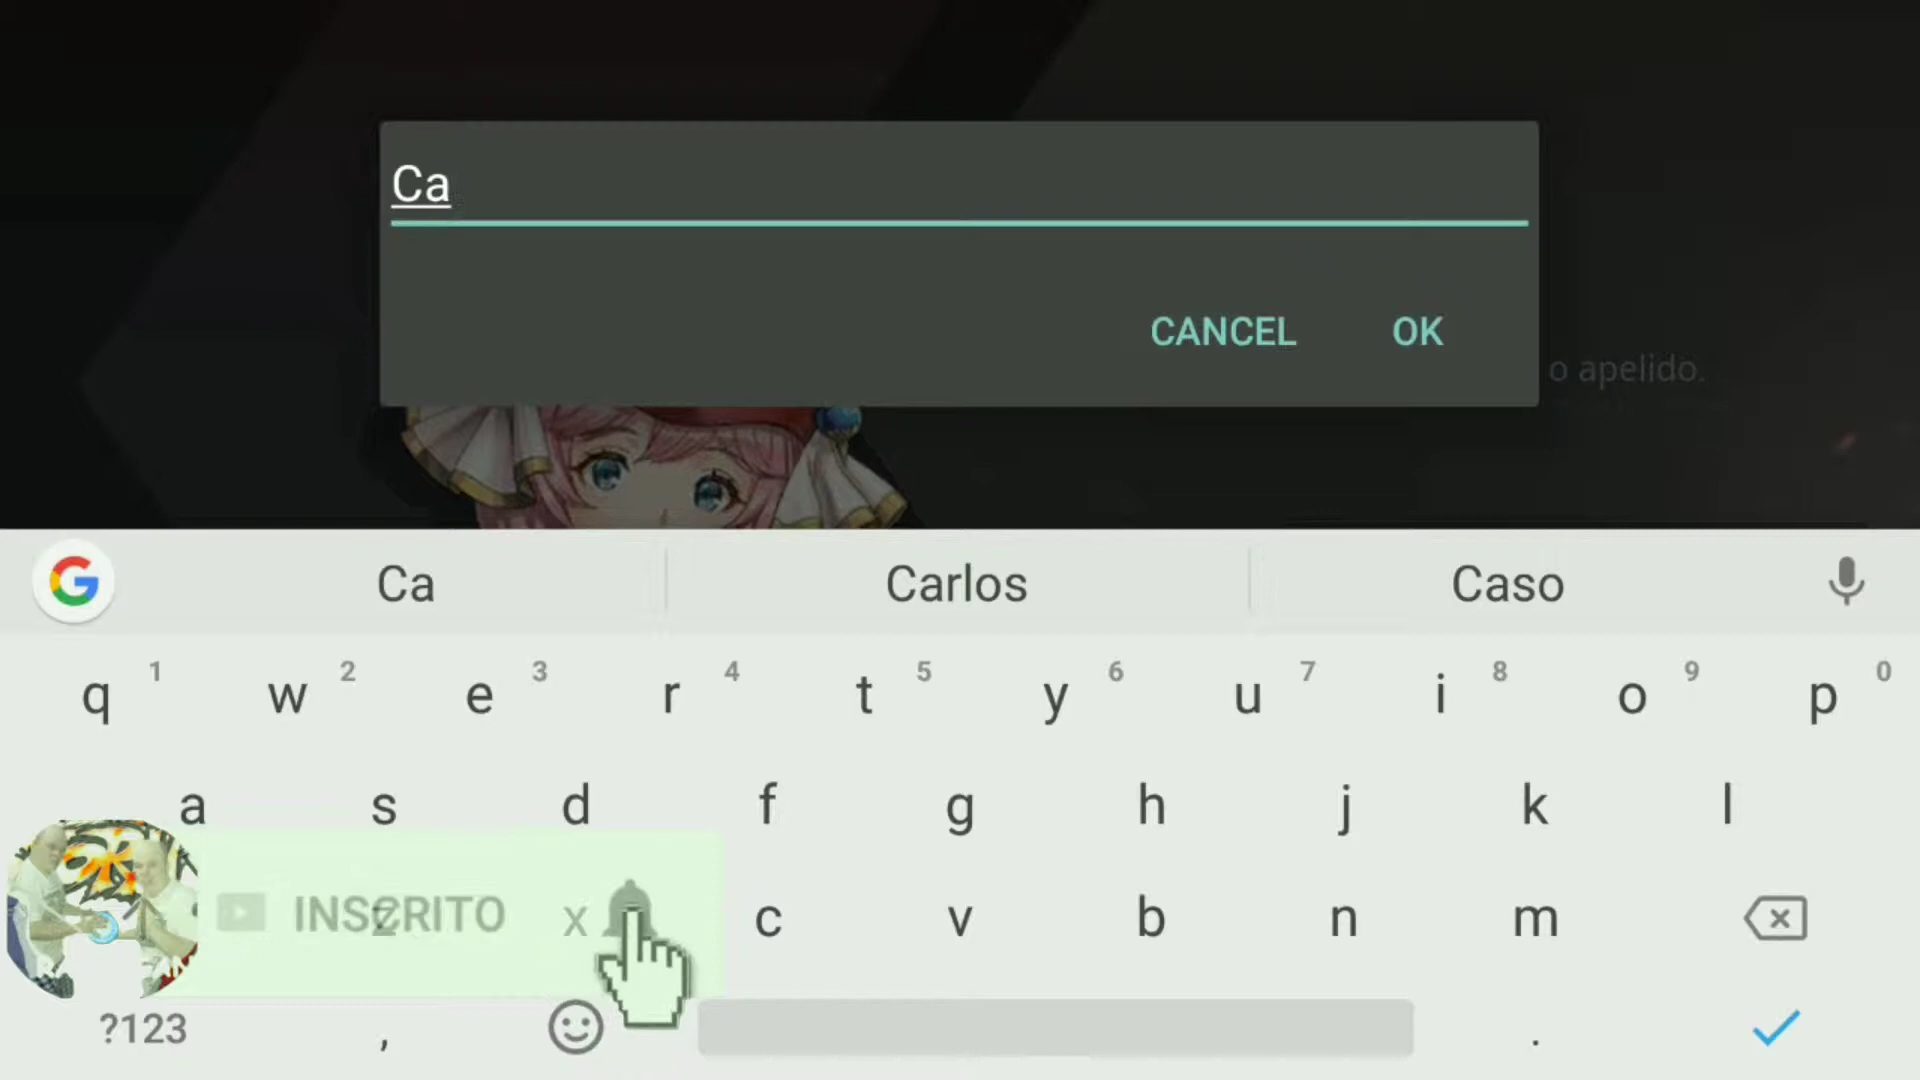 Ca
CANCEL OK
o apelido.
Ca Carlos Caso
1 2 3 4 5 6 7 8 9 0
q w e r t y u i o p
a s d f g h j k l
INSCRITO
z x c v b n m
?123 , .